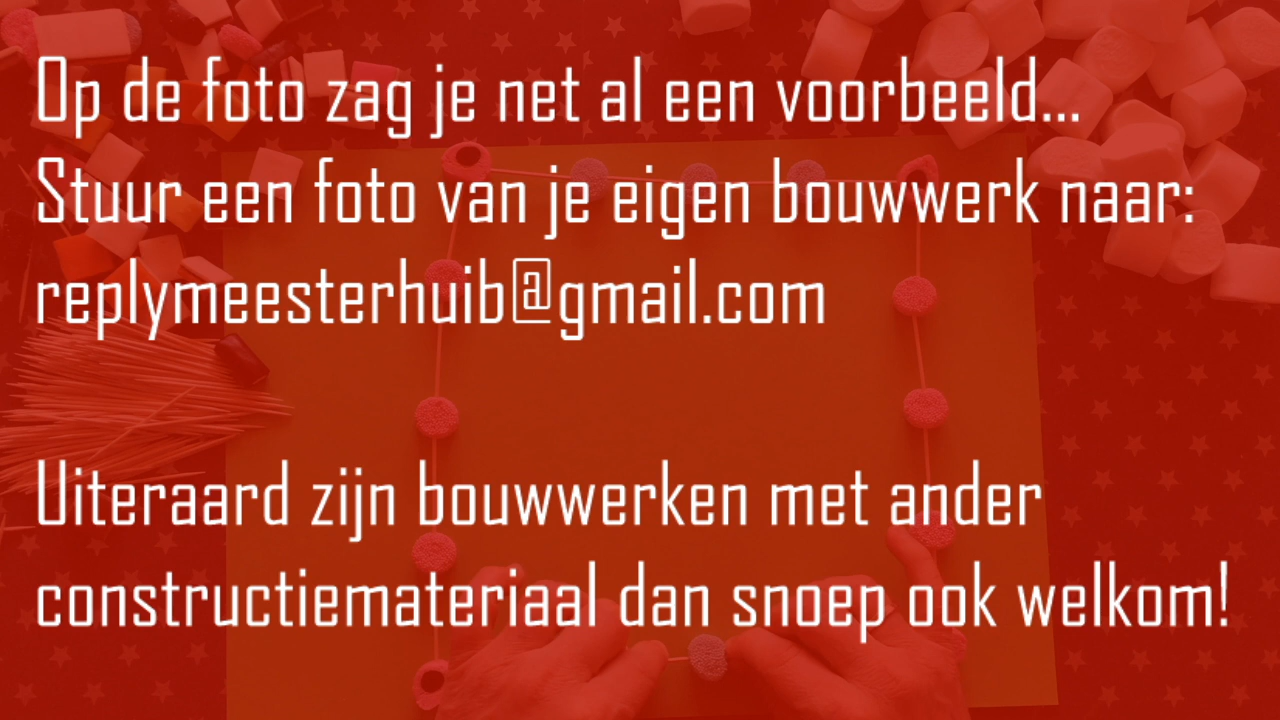 Op de foto zag je net al een voorbeeld...
Stuur een foto van je eigen bouwwerk naar:
replymeesterhuib@gmail.com
Uiteraard zijn bouwwerken met ander
constructiemateriaal dan snoep ook welkom!